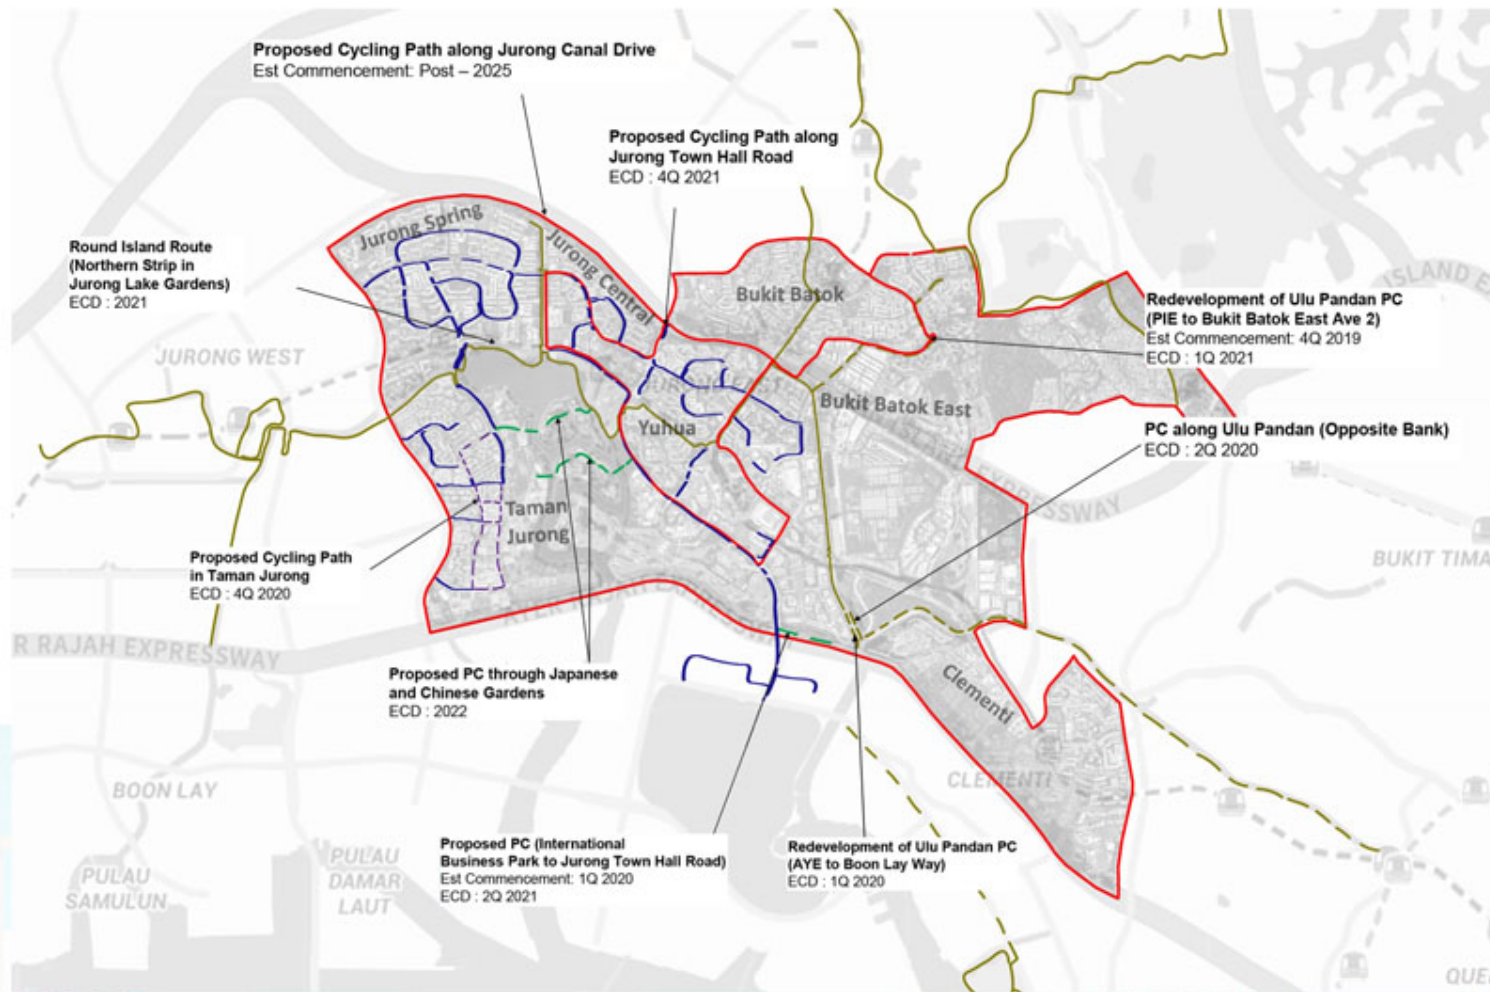 Proposed Cycling Path along Jurong Canal Drive
Est Commencement: Post – 2025
Proposed Cycling Path along
Jurong Town Hall Road
ECD : 4Q 2021
Jurong Spring
Jurong Central
Round Island Route
(Northern Strip in
Jurong Lake Gardens)
ECD : 2021
Bukit Batok
ISLAND E
Redevelopment of Ulu Pandan PC
(PIE to Bukit Batok East Ave 2)
Est Commencement: 4Q 2019
ECD : 1Q 2021
JURONG WEST
JURONG EAST
Bukit Batok East
Yuhua
PC along Ulu Pandan (Opposite Bank)
ECD : 2Q 2020
ISLAND EXPRESSWAY
Taman
Jurong
BUKIT TIMA
Proposed Cycling Path
in Taman Jurong
ECD : 4Q 2020
R RAJAH EXPRESSWAY
Proposed PC through Japanese
and Chinese Gardens
ECD : 2022
Clementi
CLEMENTI
BOON LAY
Proposed PC (International
Business Park to Jurong Town Hall Road)
Est Commencement: 1Q 2020
ECD : 2Q 2021
Redevelopment of Ulu Pandan PC
(AYE to Boon Lay Way)
ECD : 1Q 2020
PULAU
DAMAR
LAUT
PULAU
SAMULUN
QUE